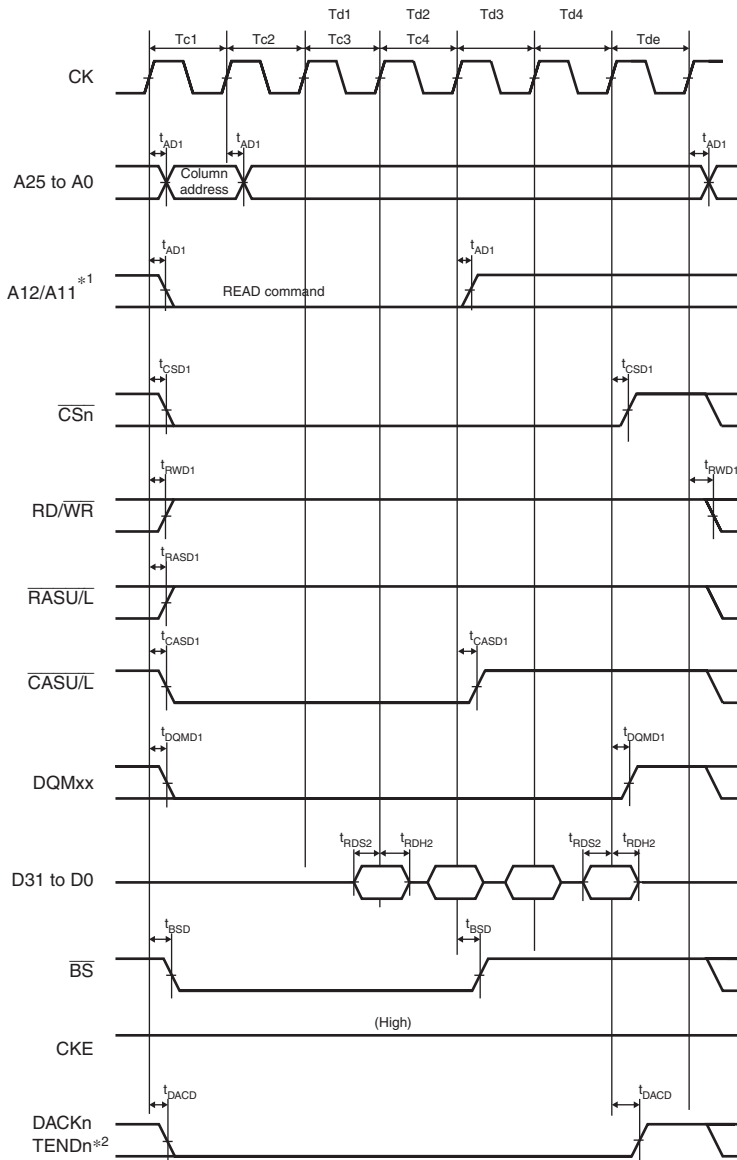 Td1 Td2 Td3 Td4
Tc1 Tc2 Tc3 Tc4 Tde
CK
tAD1 tAD1 tAD1
A25 to A0
Column
address
tAD1 tAD1
A12/A11*1
READ command
tCSD1 tCSD1
CSn
tRWD1 tRWD1
RD/WR
tRASD1
RASU/L
tCASD1 tCASD1
CASU/L
tDQMD1 tDQMD1
DQMxx
tRDS2 tRDH2 tRDS2 tRDH2
D31 to D0
tBSD tBSD
BS
(High)
CKE
tDACD tDACD
DACKn
TENDn*2